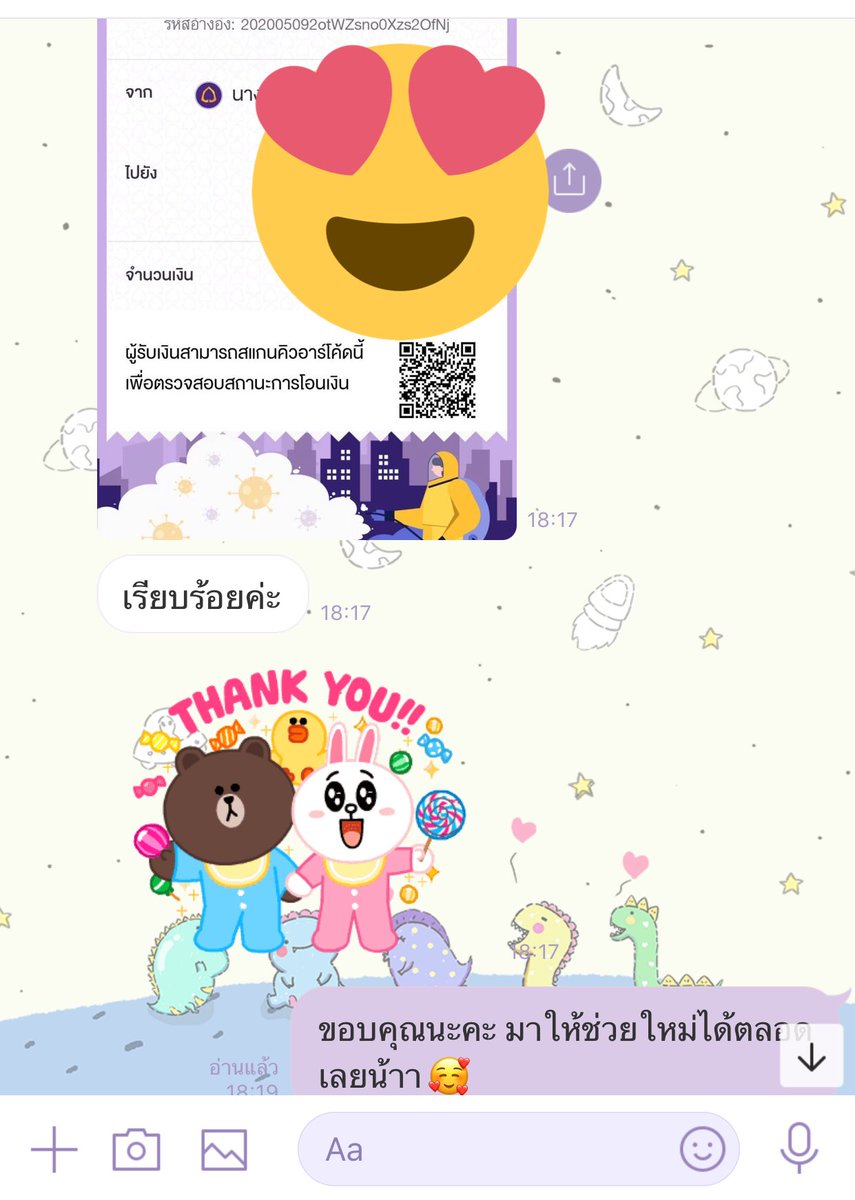 รหัสอ้างอิง: 202005092otWZsno0Xzs2OfNj
จาก
นาง
ไปยัง
จำนวนเงิน
ผู้รับเงินสามารถสแกนคิวอาร์โค้ดนี้
เพื่อตรวจสอบสถานะการโอนเงิน
18:17
เรียบร้อยค่ะ
18:17
THANK YOU!!
18:17
ขอบคุณนะคะ มาให้ช่วยใหม่ได้ตลอด
เลยน้าา 🥰
อ่านแล้ว
18:19
Aa